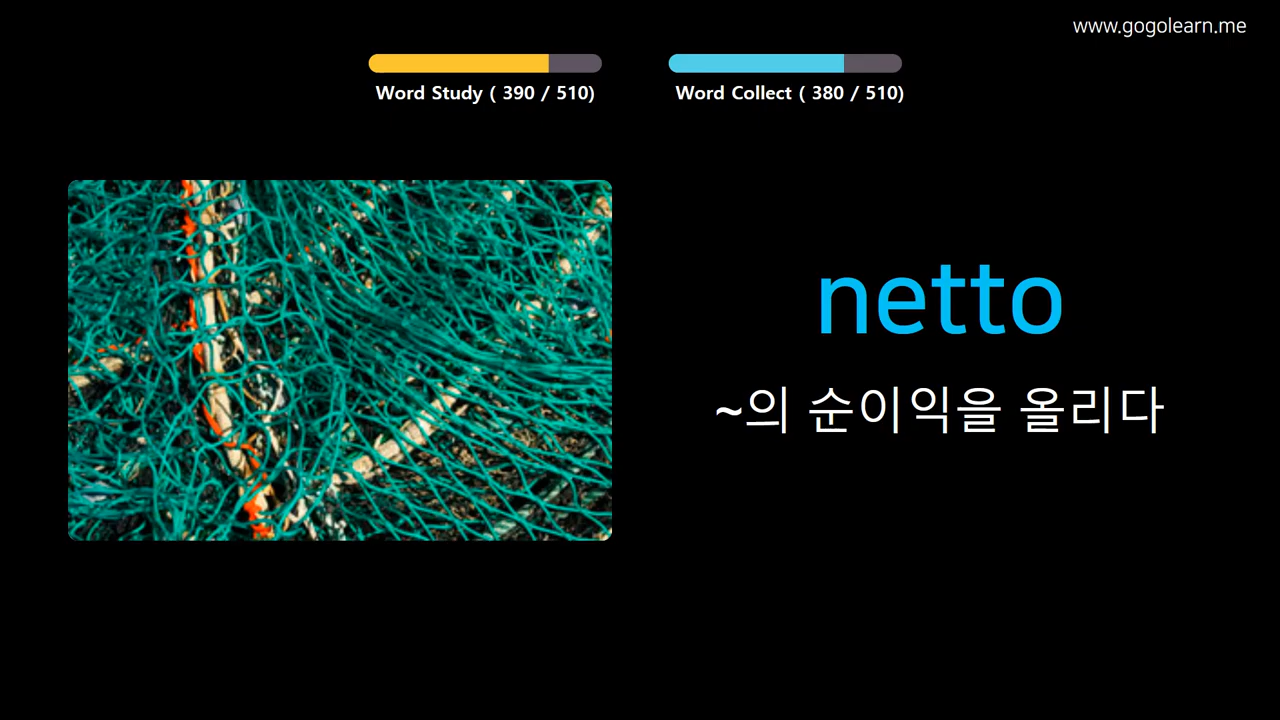 www.gogolearn.me
Word Study ( 390 / 510)
Word Collect ( 380 / 510)
netto
~의 순이익을 올리다